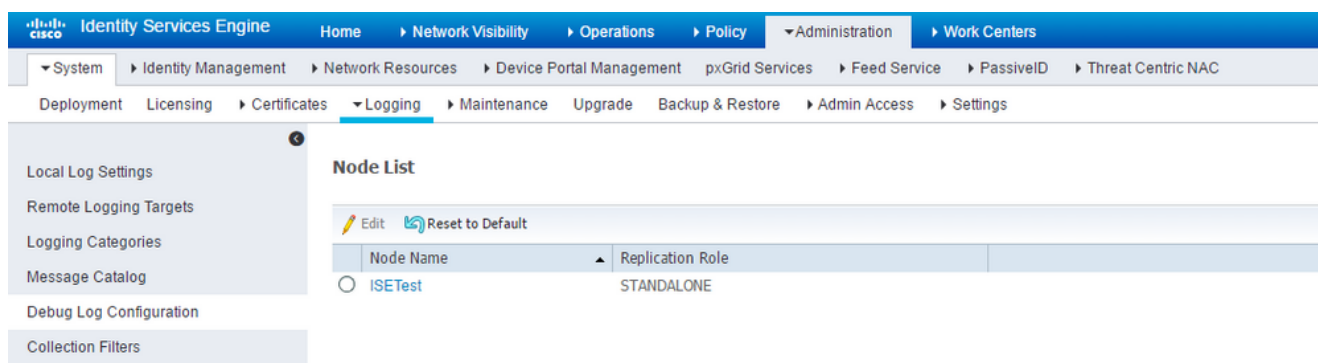 cisco Identity Services Engine Home Network Visibility Operations Policy Administration Work Centers
System Identity Management Network Resources Device Portal Management pxGrid Services Feed Service PassiveID Threat Centric NAC
Deployment Licensing Certificates Logging Maintenance Upgrade Backup & Restore Admin Access Settings
Local Log Settings
Remote Logging Targets
Logging Categories
Message Catalog
Debug Log Configuration
Collection Filters
Node List
Edit Reset to Default
Node Name Replication Role
ISETest STANDALONE